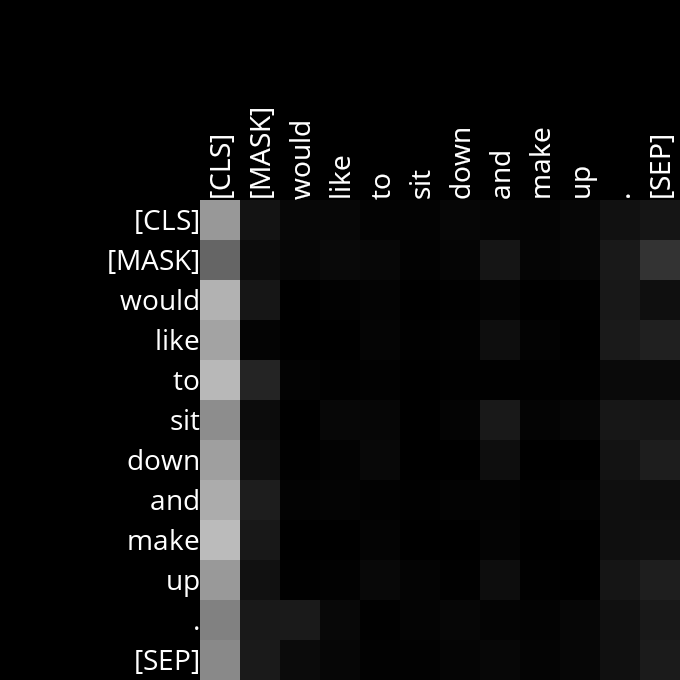 [CLS] [MASK] would like to sit down and make up . [SEP]
[CLS]
[MASK]
would
like
to
sit
down
and
make
up
.
[SEP]